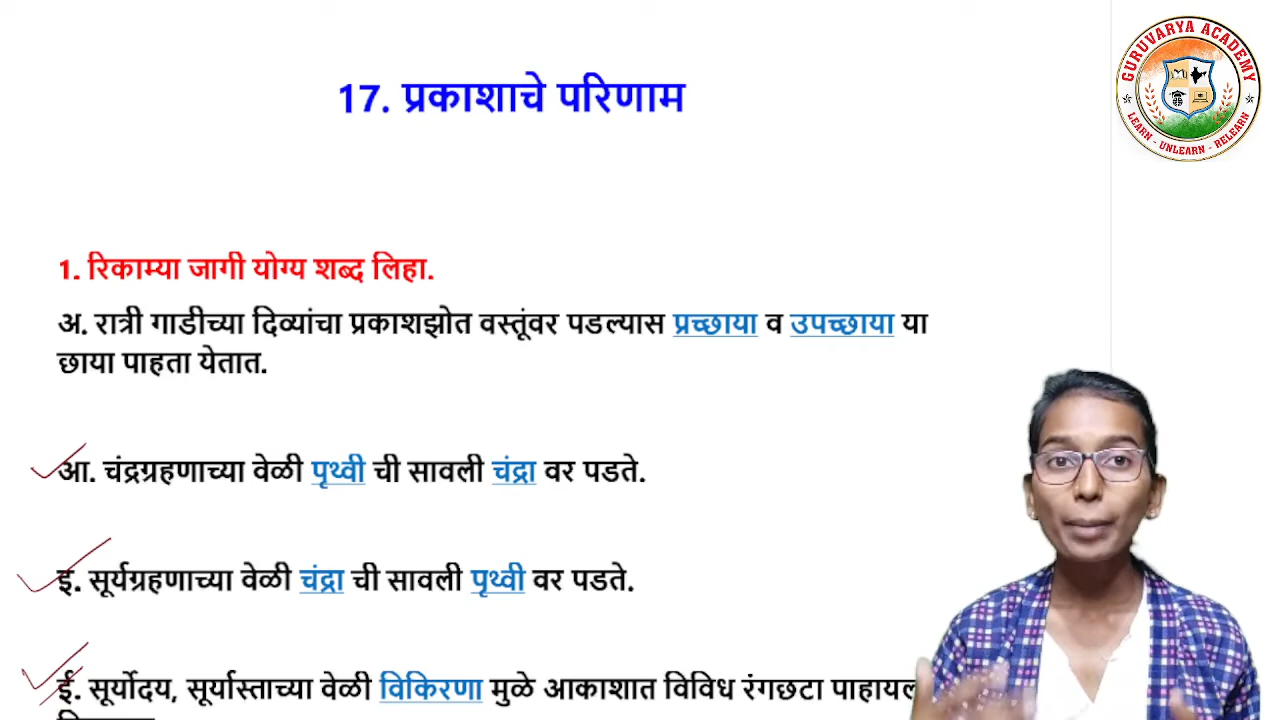 17. प्रकाशाचे परिणाम
GURUVARYA ACADEMY
LEARN - UNLEARN - RELEARN
1. रिकाम्या जागी योग्य शब्द लिहा.
अ. रात्री गाडीच्या दिव्यांचा प्रकाशझोत वस्तूंवर पडल्यास प्रच्छाया व उपच्छाया या
छाया पाहता येतात.
आ. चंद्रग्रहणाच्या वेळी पृथ्वी ची सावली चंद्रा वर पडते.
इ. सूर्यग्रहणाच्या वेळी चंद्रा ची सावली पृथ्वी वर पडते.
ई. सूर्योदय, सूर्यास्ताच्या वेळी विकिरणा मुळे आकाशात विविध रंगछटा